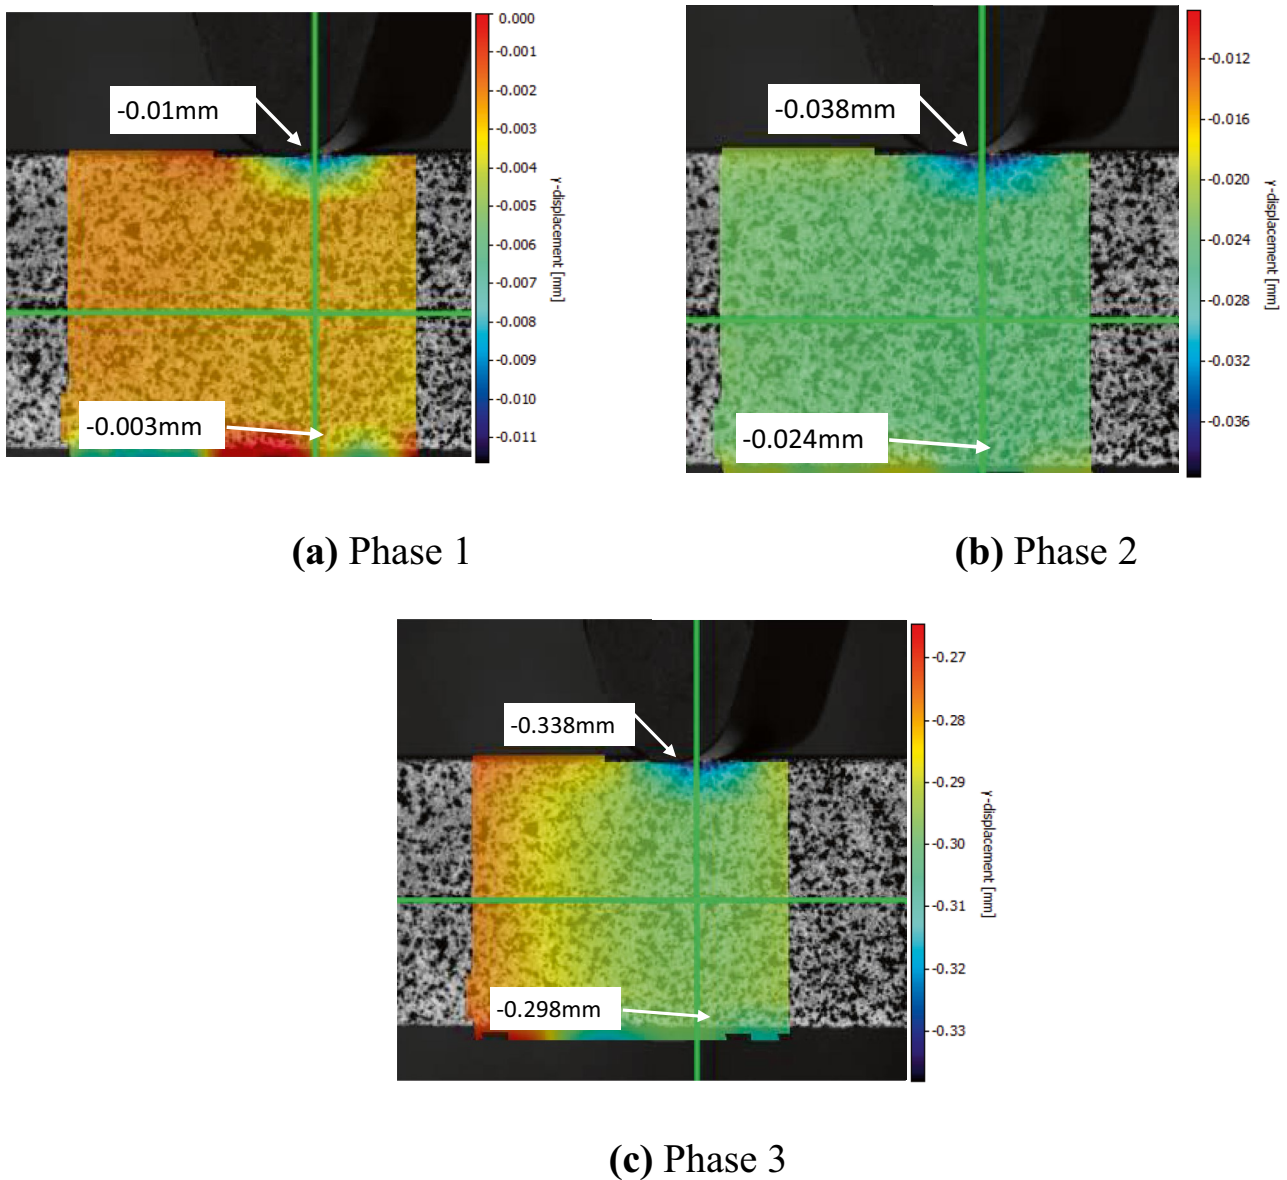 0.000
-0.001
-0.002
-0.003
-0.004
-0.005
-0.006
-0.007
-0.008
-0.009
-0.010
-0.011
Y-displacement [mm]
-0.01mm
-0.003mm
(a) Phase 1
-0.012
-0.016
-0.020
-0.024
-0.028
-0.032
-0.036
Y-displacement [mm]
-0.038mm
-0.024mm
(b) Phase 2
-0.27
-0.28
-0.29
-0.30
-0.31
-0.32
-0.33
Y-displacement [mm]
-0.338mm
-0.298mm
(c) Phase 3